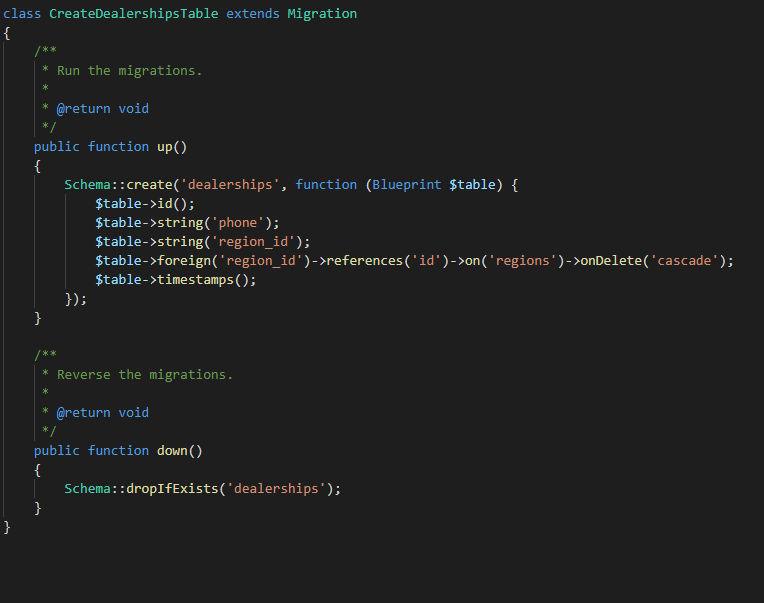 class CreateDealershipsTable extends Migration
{
    /**
     * Run the migrations.
     *
     * @return void
     */
    public function up()
    {
        Schema::create('dealerships', function (Blueprint $table) {
            $table->id();
            $table->string('phone');
            $table->string('region_id');
            $table->foreign('region_id')->references('id')->on('regions')->onDelete('cascade');
            $table->timestamps();
        });
    }

    /**
     * Reverse the migrations.
     *
     * @return void
     */
    public function down()
    {
        Schema::dropIfExists('dealerships');
    }
}